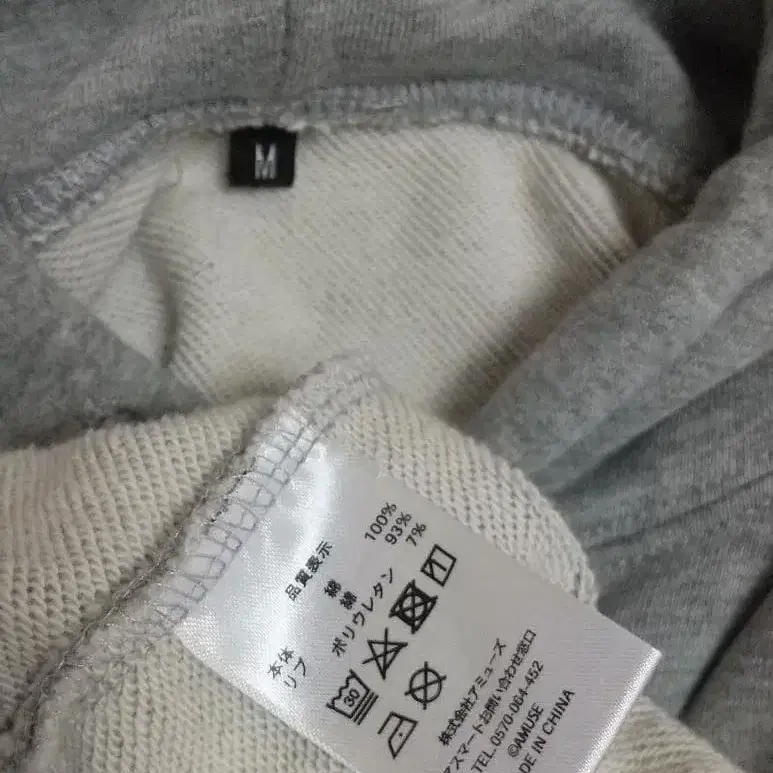 M
品質表示
本体 綿 100%
リブ 綿 93%
ポリウレタン 7%
30
株式会社アミューズ
アスマートお問い合わせ窓口
TEL.0570-064-452
©AMUSE
MADE IN CHINA